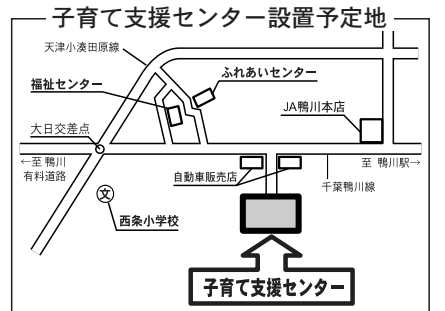 子育て支援センター設置予定地
天津小湊田原線
ふれあいセンター
福祉センター
JA鴨川本店
大日交差点
←至 鴨川
有料道路
至 鴨川駅→
自動車販売店
千葉鴨川線
文
西条小学校
子育て支援センター